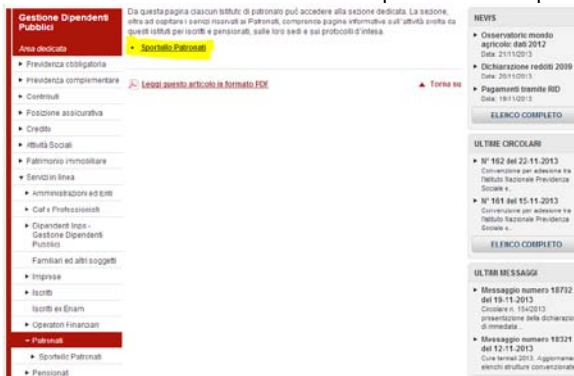 Gestione Dipendenti
Pubblici
Area dedicata
Previdenza obbligatoria
Previdenza complementare
Contributi
Posizione assicurativa
Credito
Attività Sociali
Patrimonio immobiliare
Servizi in linea
Amministrazioni ed Enti
Caf e Professionisti
Dipendenti Inps -
Gestione Dipendenti
Pubblici
Familiari ed altri soggetti
Imprese
Iscritti
Iscritti ex Enam
Operatori Finanziari
Patronati
Sportello Patronati
Pensionati
Da questa pagina ciascun Istituto di patronato può accedere alla sezione dedicata. La sezione,
oltre ad ospitare i servizi riservati ai Patronati, comprende pagine informative sull'attività svolta da
questi istituti per iscritti e pensionati, sulle loro sedi e sui protocolli d'intesa.
Sportello Patronati
Leggi questo articolo in formato PDF
Torna su
NEWS
Osservatorio mondo
agricolo: dati 2012
Data: 21/11/2013
Dichiarazione redditi 2009
Data: 20/11/2013
Pagamenti tramite RID
Data: 19/11/2013
ELENCO COMPLETO
ULTIME CIRCOLARI
N° 162 del 22-11-2013
Convenzione per adesione tra
l'Istituto Nazionale Previdenza
Sociale e..
N° 161 del 15-11-2013
Convenzione per adesione tra
l'Istituto Nazionale Previdenza
Sociale e..
ELENCO COMPLETO
ULTIMI MESSAGGI
Messaggio numero 18702
del 19-11-2013
Circolare n. 154/2013.
presentazione della dichiarazio
di immediata...
Messaggio numero 18321
del 12-11-2013
Cure termali 2013. Aggiornamen
elenchi strutture convenzionate